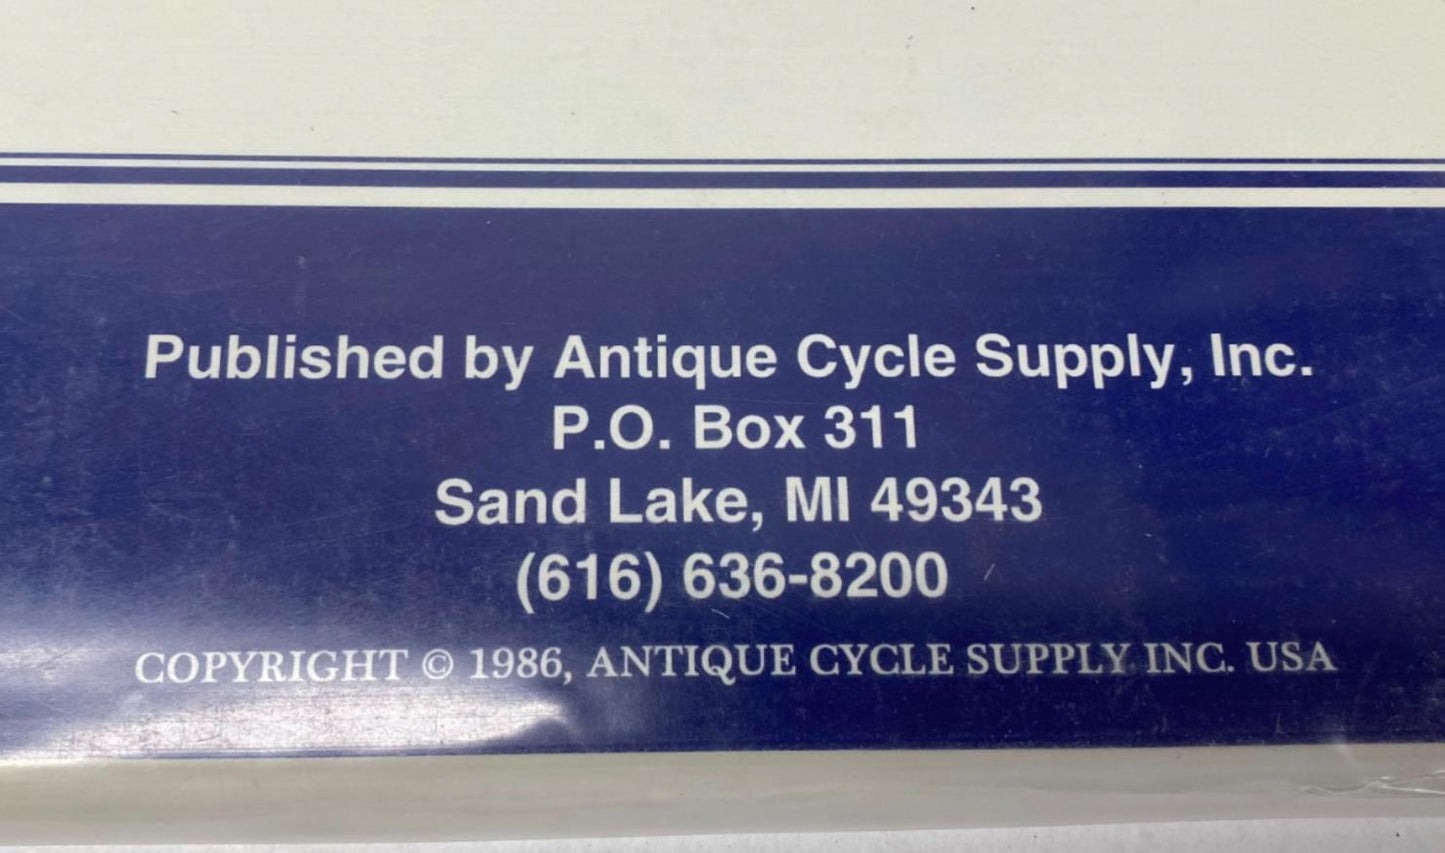 Published by Antique Cycle Supply, Inc.
P.O. Box 311
Sand Lake, MI 49343
(616) 636-8200
COPYRIGHT © 1986, ANTIQUE CYCLE SUPPLY INC. USA